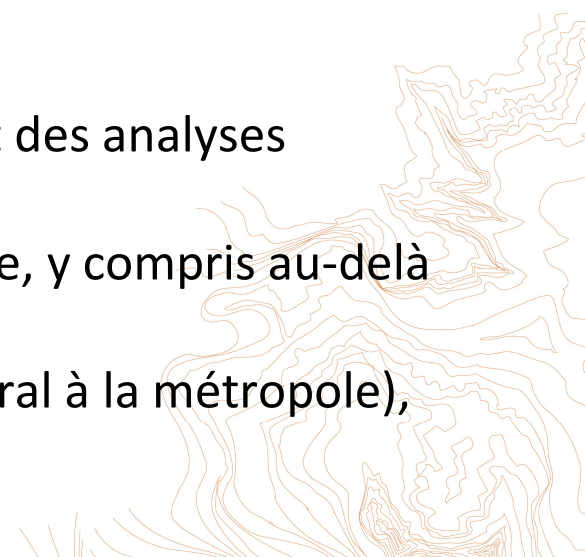 des analyses
e, y compris au-delà
ral à la métropole),